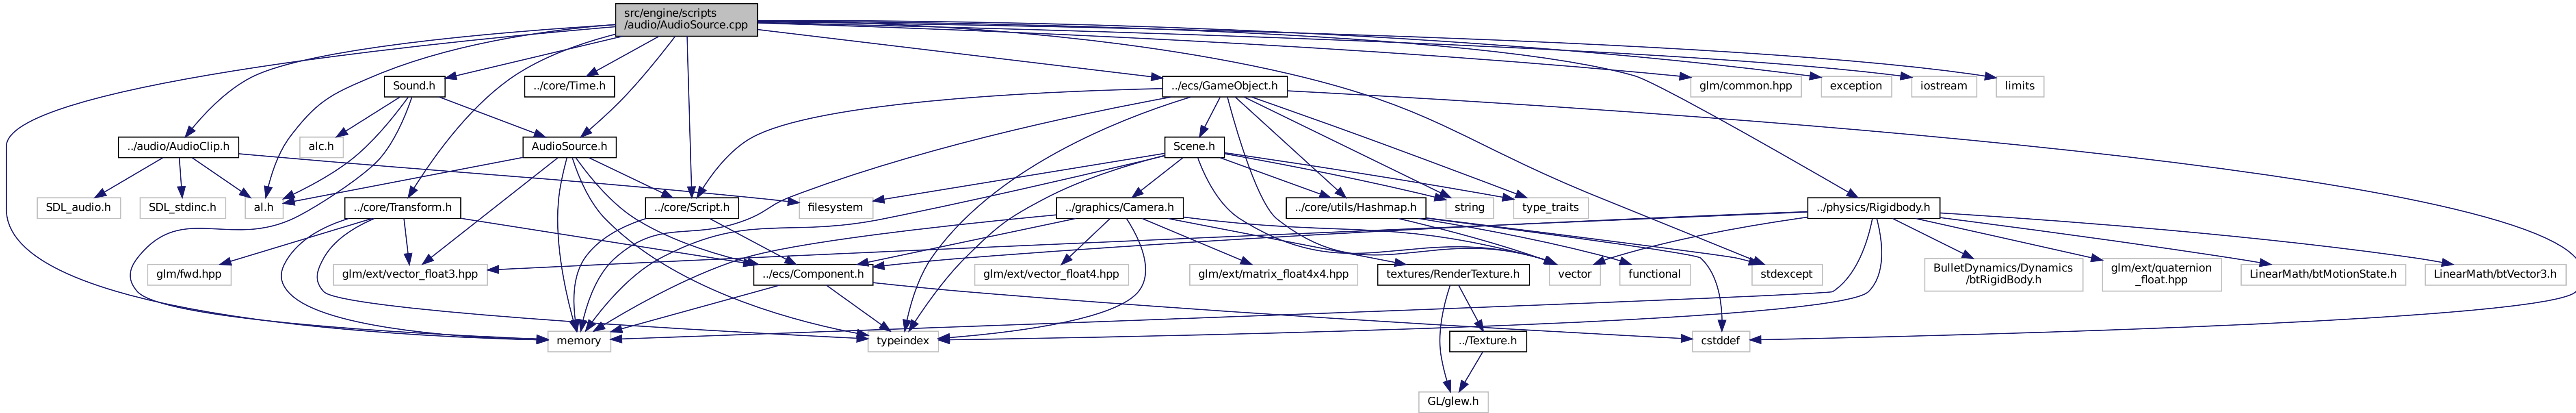 src/engine/scripts
/audio/AudioSource.cpp
Sound.h
../core/Time.h
../ecs/GameObject.h
glm/common.hpp
exception
iostream
limits
../audio/AudioClip.h
alc.h
AudioSource.h
Scene.h
SDL_audio.h
SDL_stdinc.h
al.h
../core/Transform.h
../core/Script.h
filesystem
../graphics/Camera.h
../core/utils/Hashmap.h
string
type_traits
../physics/Rigidbody.h
glm/fwd.hpp
glm/ext/vector_float3.hpp
../ecs/Component.h
glm/ext/vector_float4.hpp
glm/ext/matrix_float4x4.hpp
textures/RenderTexture.h
vector
functional
stdexcept
BulletDynamics/Dynamics
/btRigidBody.h
glm/ext/quaternion
_float.hpp
LinearMath/btMotionState.h
LinearMath/btVector3.h
memory
typeindex
../Texture.h
cstddef
GL/glew.h